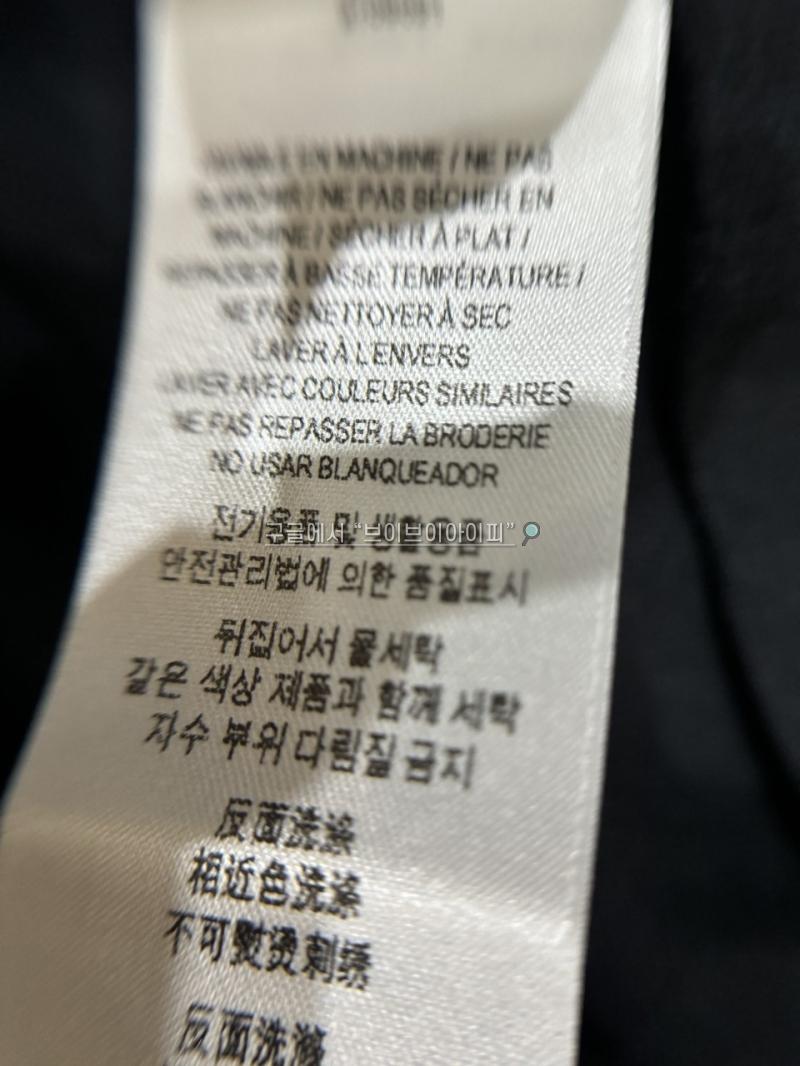 EN MACHINE / NE PAS
BLANCHIR / NE PAS SÉCHER EN
MACHINE / SÉCHER À PLAT /
REPASSER À BASSE TEMPÉRATURE /
NE PAS NETTOYER À SEC
LAVER À L'ENVERS
LAVER AVEC COULEURS SIMILAIRES
NE PAS REPASSER LA BRODERIE
NO USAR BLANQUEADOR
전기용품 및 생활용품
구글에서 “브이브이아이피”
안전관리법에 의한 품질표시
뒤집어서 물세탁
같은 색상 제품과 함께 세탁
자수 부위 다림질 금지
反面洗涤
相近色洗涤
不可熨烫刺绣
反面洗滌